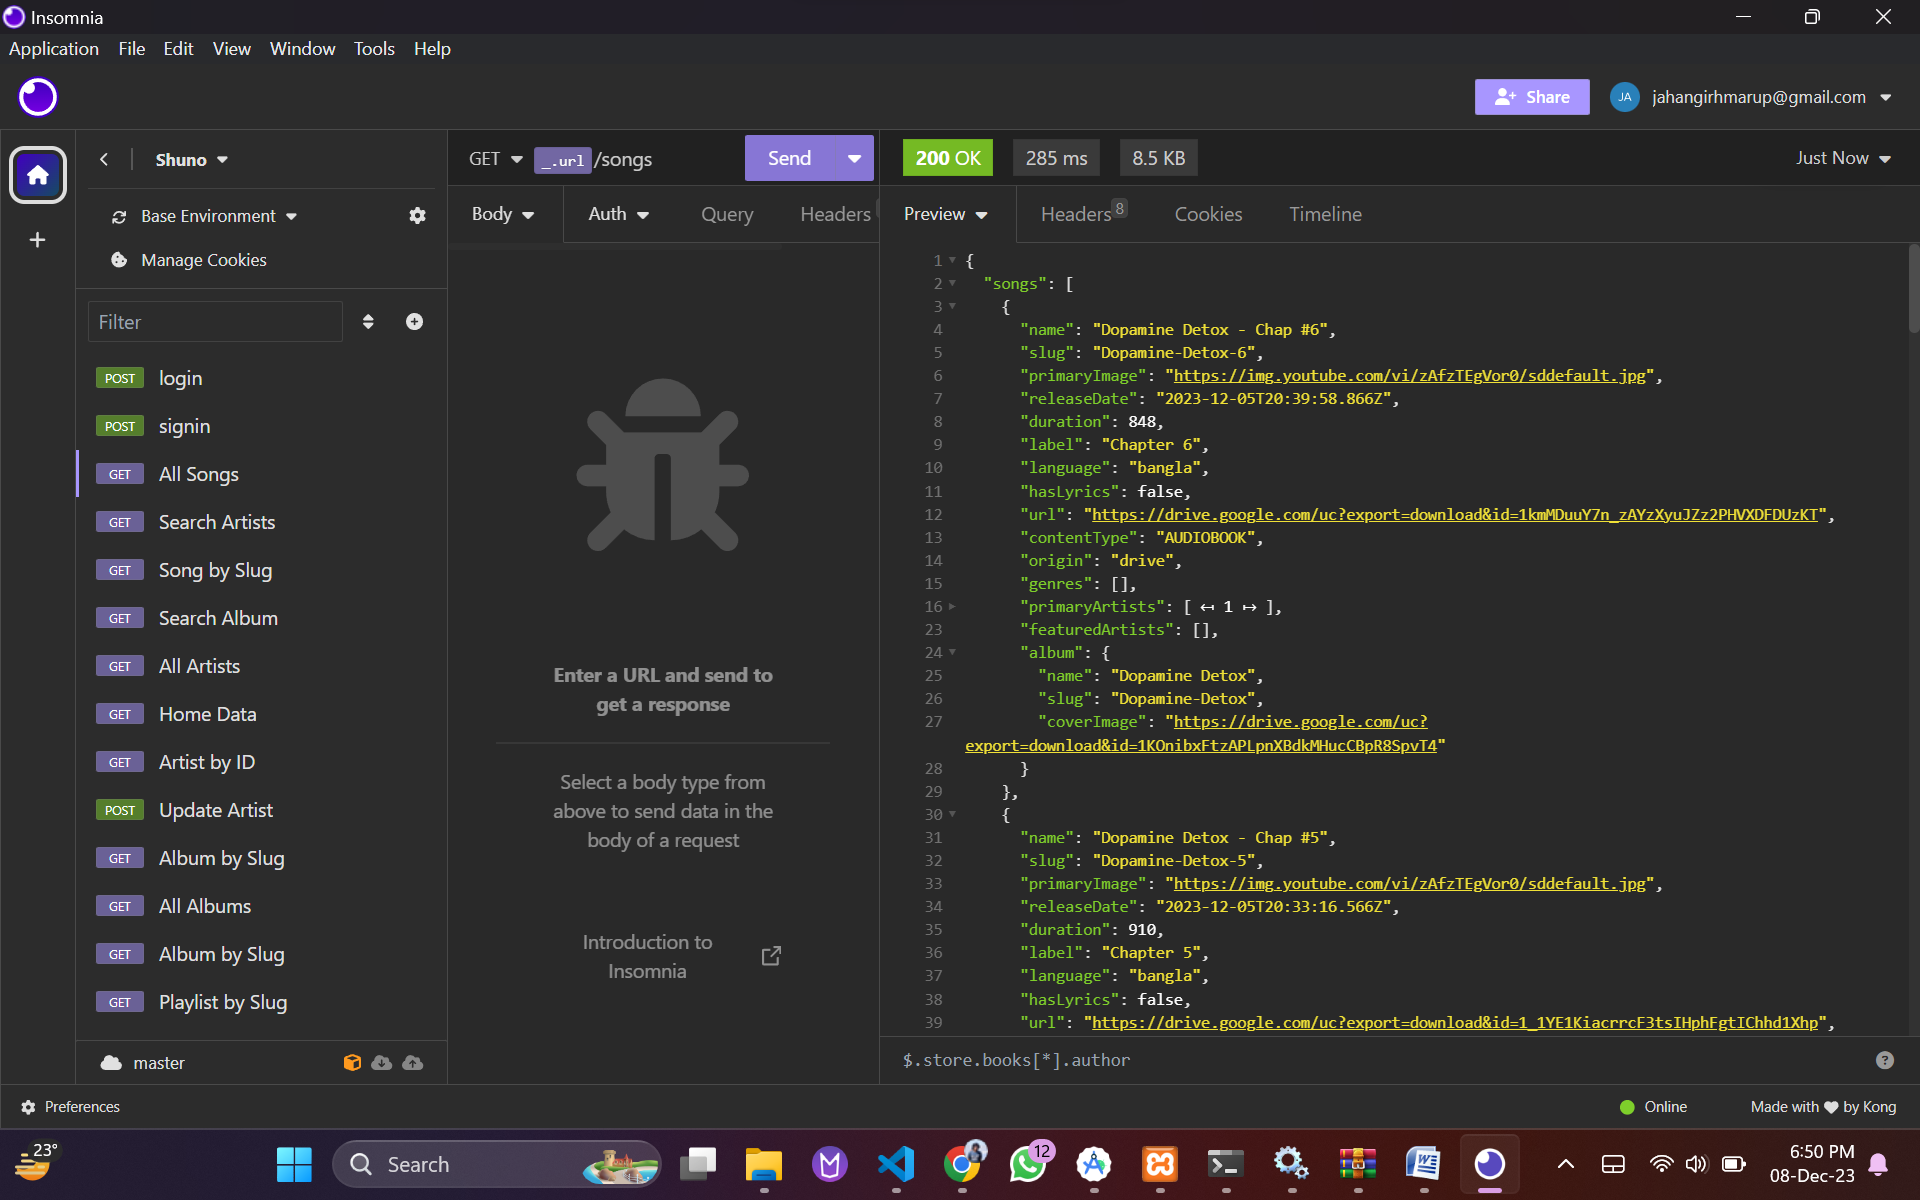 Insomnia
Application File Edit View Window Tools Help
Share JA jahangirhmarup@gmail.com
Shuno
Base Environment
Manage Cookies
Filter
POST login
POST signin
GET All Songs
GET Search Artists
GET Song by Slug
GET Search Album
GET All Artists
GET Home Data
GET Artist by ID
POST Update Artist
GET Album by Slug
GET All Albums
GET Album by Slug
GET Playlist by Slug
master
GET _.url /songs Send
Body Auth Query Headers
Enter a URL and send to
get a response
Select a body type from
above to send data in the
body of a request
Introduction to
Insomnia
200 OK 285 ms 8.5 KB Just Now
Preview Headers 8 Cookies Timeline
1 {
2 "songs": [
3 {
4 "name": "Dopamine Detox - Chap #6",
5 "slug": "Dopamine-Detox-6",
6 "primaryImage": "https://img.youtube.com/vi/zAfzTEgVor0/sddefault.jpg",
7 "releaseDate": "2023-12-05T20:39:58.866Z",
8 "duration": 848,
9 "label": "Chapter 6",
10 "language": "bangla",
11 "hasLyrics": false,
12 "url": "https://drive.google.com/uc?export=download&id=1kmMDuuY7n_zAYzXyuJZz2PHVXDFDUzKT",
13 "contentType": "AUDIOBOOK",
14 "origin": "drive",
15 "genres": [],
16 "primaryArtists": [ ↤ 1 ↦ ],
23 "featuredArtists": [],
24 "album": {
25 "name": "Dopamine Detox",
26 "slug": "Dopamine-Detox",
27 "coverImage": "https://drive.google.com/uc?
export=download&id=1KOnibxFtzAPLpnXBdkMHucCBpR8SpvT4"
28 }
29 },
30 {
31 "name": "Dopamine Detox - Chap #5",
32 "slug": "Dopamine-Detox-5",
33 "primaryImage": "https://img.youtube.com/vi/zAfzTEgVor0/sddefault.jpg",
34 "releaseDate": "2023-12-05T20:33:16.566Z",
35 "duration": 910,
36 "label": "Chapter 5",
37 "language": "bangla",
38 "hasLyrics": false,
39 "url": "https://drive.google.com/uc?export=download&id=1_1YE1KiacrrcF3tsIHphFgtIChhd1Xhp",
$.store.books[*].author
Preferences Online Made with ♥ by Kong
23° Search 12 6:50 PM
08-Dec-23